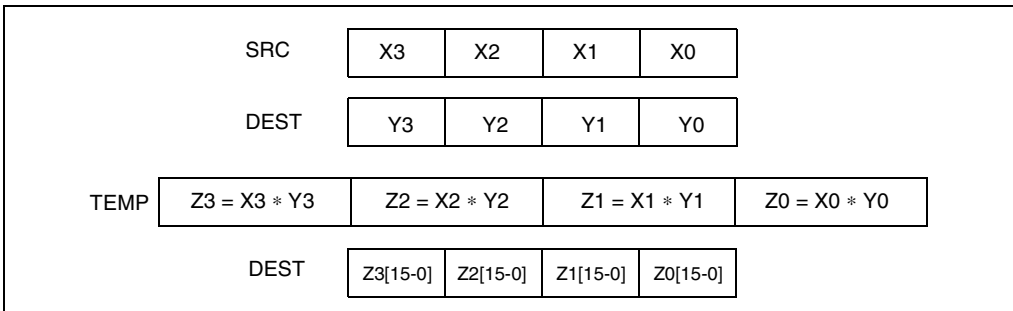 SRC X3 X2 X1 X0
DEST Y3 Y2 Y1 Y0
TEMP Z3 = X3 * Y3 Z2 = X2 * Y2 Z1 = X1 * Y1 Z0 = X0 * Y0
DEST Z3[15-0] Z2[15-0] Z1[15-0] Z0[15-0]